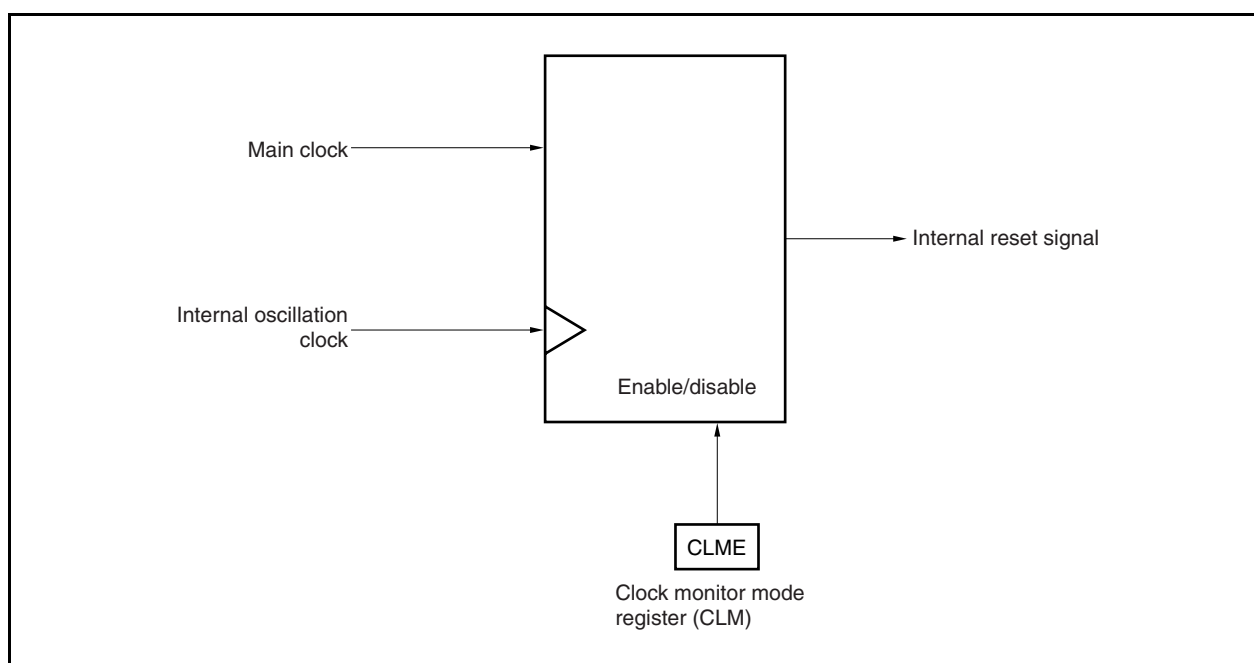 Main clock
Internal reset signal
Internal oscillation
clock
Enable/disable
CLME
Clock monitor mode
register (CLM)